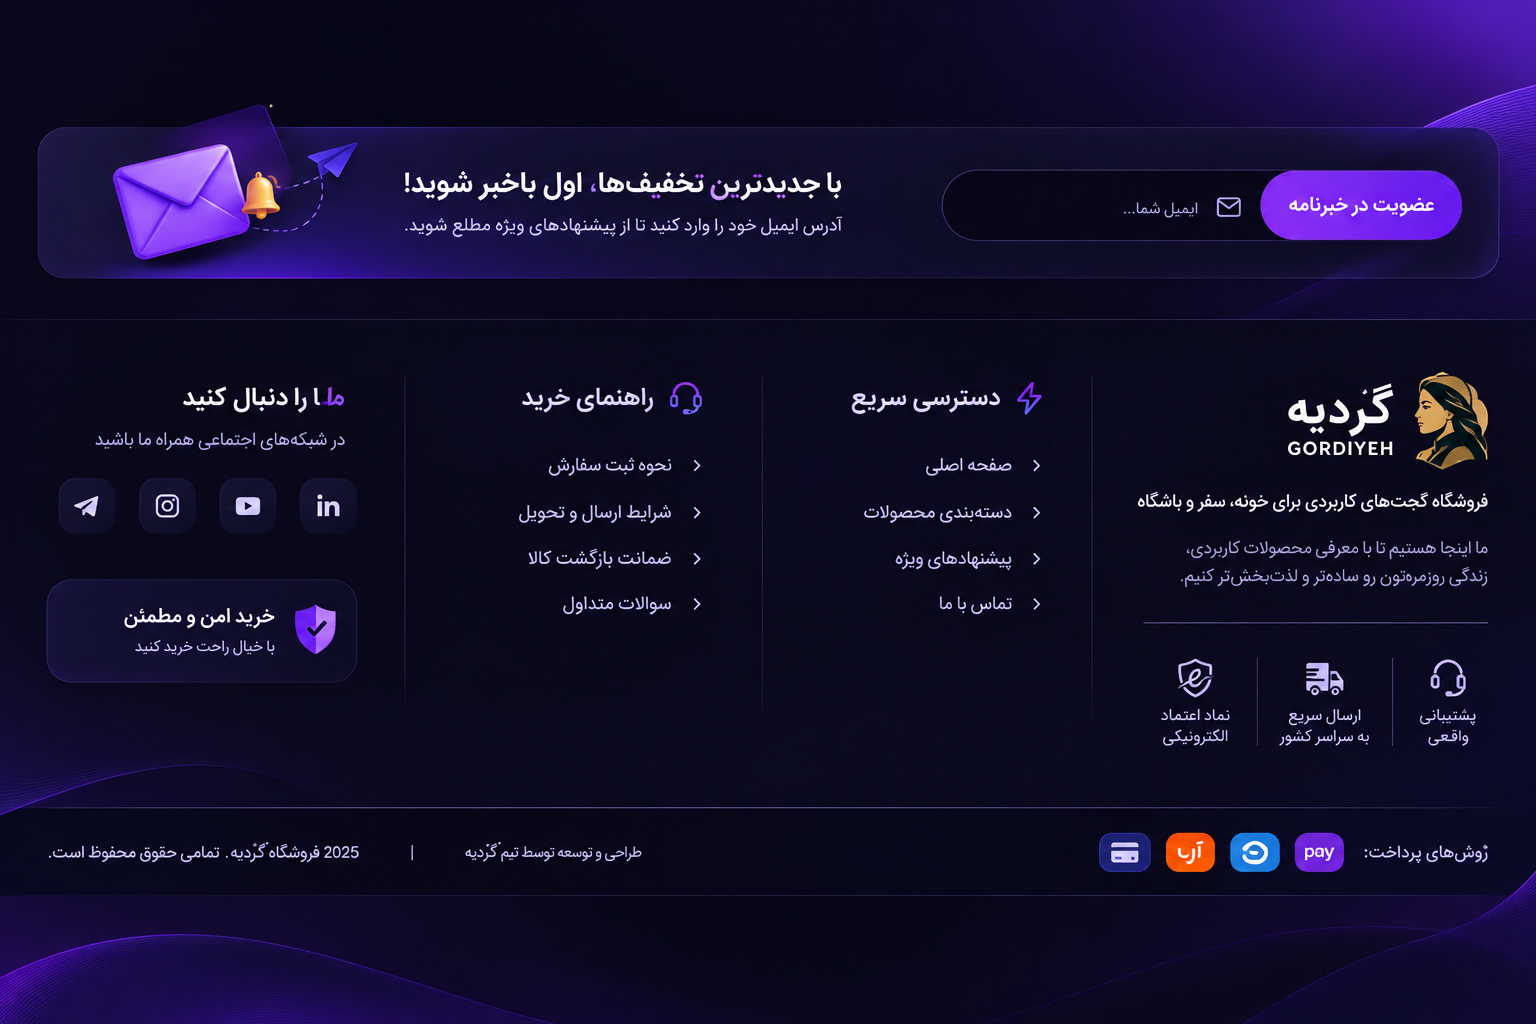 عضویت در خبرنامه
ایمیل شما...
با جدیدترین تخفیف‌ها، اول باخبر شوید!
آدرس ایمیل خود را وارد کنید تا از پیشنهادهای ویژه مطلع شوید.
گُردیه
GORDIYEH
فروشگاه گجت‌های کاربردی برای خونه، سفر و باشگاه
ما اینجا هستیم تا با معرفی محصولات کاربردی،
زندگی روزمره‌تون رو ساده‌تر و لذت‌بخش‌تر کنیم.
پشتیبانی
واقعی
ارسال سریع
به سراسر کشور
نماد اعتماد
الکترونیکی
دسترسی سریع
صفحه اصلی
دسته‌بندی محصولات
پیشنهادهای ویژه
تماس با ما
راهنمای خرید
نحوه ثبت سفارش
شرایط ارسال و تحویل
ضمانت بازگشت کالا
سوالات متداول
را دنبال کنید
در شبکه‌های اجتماعی همراه ما باشید
in
خرید امن و مطمئن
با خیال راحت خرید کنید
روش‌های پرداخت:
pay
طراحی و توسعه توسط تیم گُردیه
|
2025 فروشگاه گُردیه. تمامی حقوق محفوظ است.